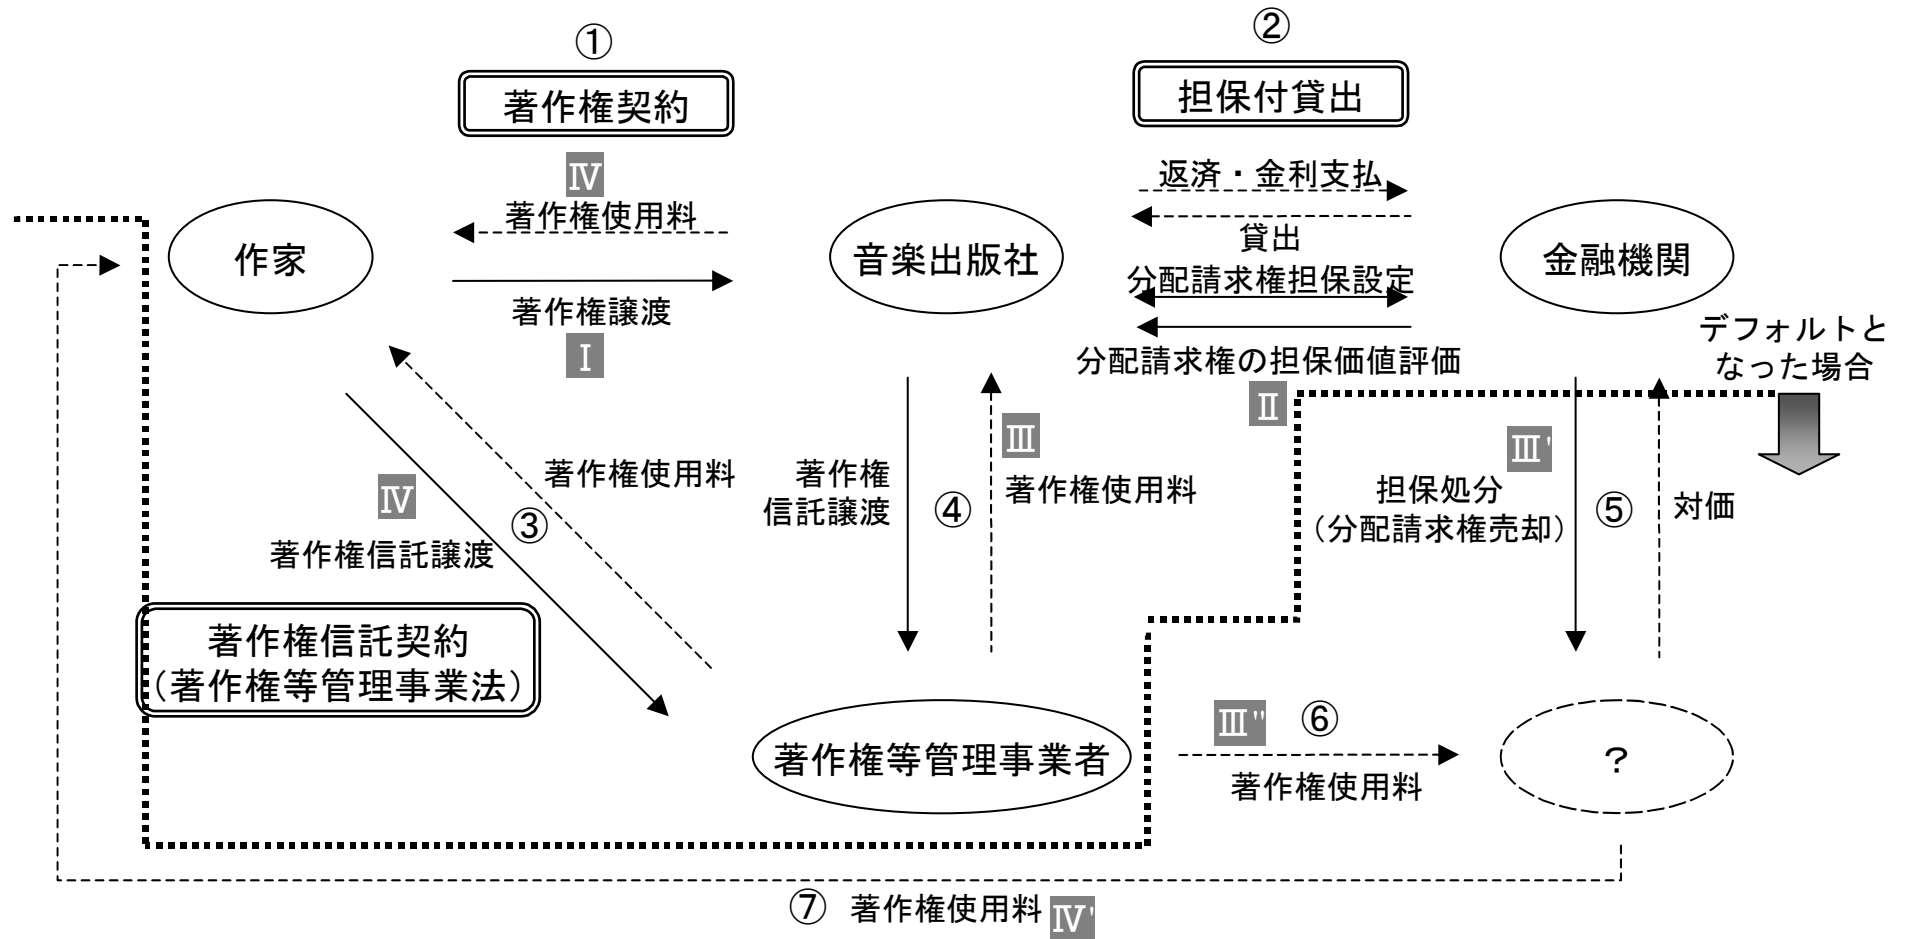 ①
②
著作権契約
担保付貸出
Ⅳ
返済・金利支払
著作権使用料
貸出
作家
音楽出版社
金融機関
分配請求権担保設定
著作権譲渡
Ⅰ
分配請求権の担保価値評価
Ⅱ
デフォルトと
なった場合
Ⅲ
Ⅲ'
著作権使用料
Ⅳ
③
著作権信託譲渡
著作権
信託譲渡
④
著作権使用料
担保処分
（分配請求権売却）
⑤
対価
著作権信託契約
（著作権等管理事業法）
著作権等管理事業者
Ⅲ"
⑥
著作権使用料
？
⑦
著作権使用料
Ⅳ'